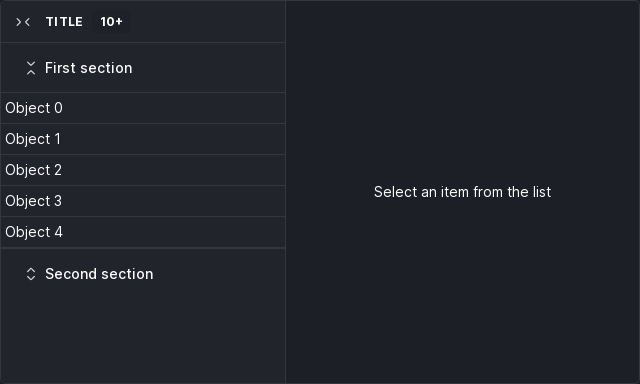 TITLE 10+
First section
Object 0
Object 1
Object 2
Object 3
Object 4
Second section
Select an item from the list